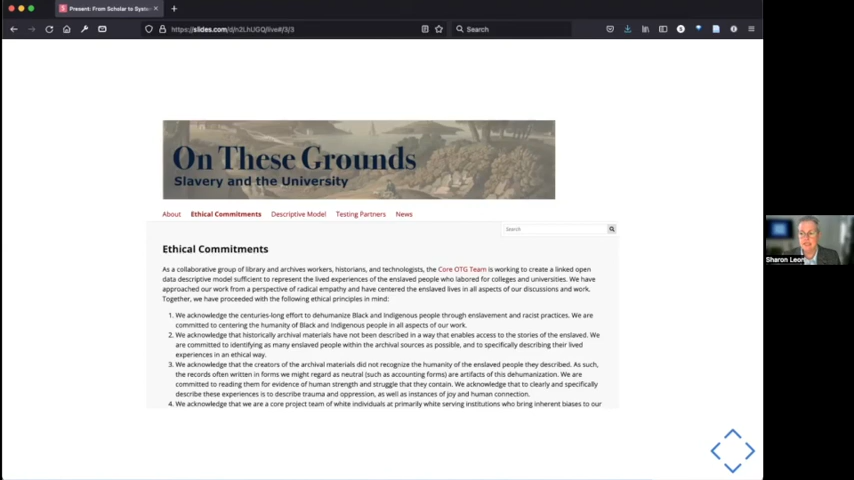 Present: From Scholar to Syste
https://slides.com/d/n2LhUGQ/live#/3/3
Search
On These Grounds
Slavery and the University
About Ethical Commitments Descriptive Model Testing Partners News
Search
Ethical Commitments
As a collaborative group of library and archives workers, historians, and technologists, the Core OTG Team is working to create a linked open
data descriptive model sufficient to represent the lived experiences of the enslaved people who labored for colleges and universities. We have
approached our work from a perspective of radical empathy and have centered the enslaved lives in all aspects of our discussions and work.
Together, we have proceeded with the following ethical principles in mind:
1. We acknowledge the centuries-long effort to dehumanize Black and Indigenous people through enslavement and racist practices. We are
committed to centering the humanity of Black and Indigenous people in all aspects of our work.
2. We acknowledge that historically archival materials have not been described in a way that enables access to the stories of the enslaved. We
are committed to identifying as many enslaved people within the archival sources as possible, and to specifically describing their lived
experiences in an ethical way.
3. We acknowledge that the creators of the archival materials did not recognize the humanity of the enslaved people they described. As such,
the records often written in forms we might regard as neutral (such as accounting forms) are artifacts of this dehumanization. We are
committed to reading them for evidence of human strength and struggle that they contain. We acknowledge that to clearly and specifically
describe these experiences is to describe trauma and oppression, as well as instances of joy and human connection.
4. We acknowledge that we are a core project team of white individuals at primarily white serving institutions who bring inherent biases to our
Sharon Leon